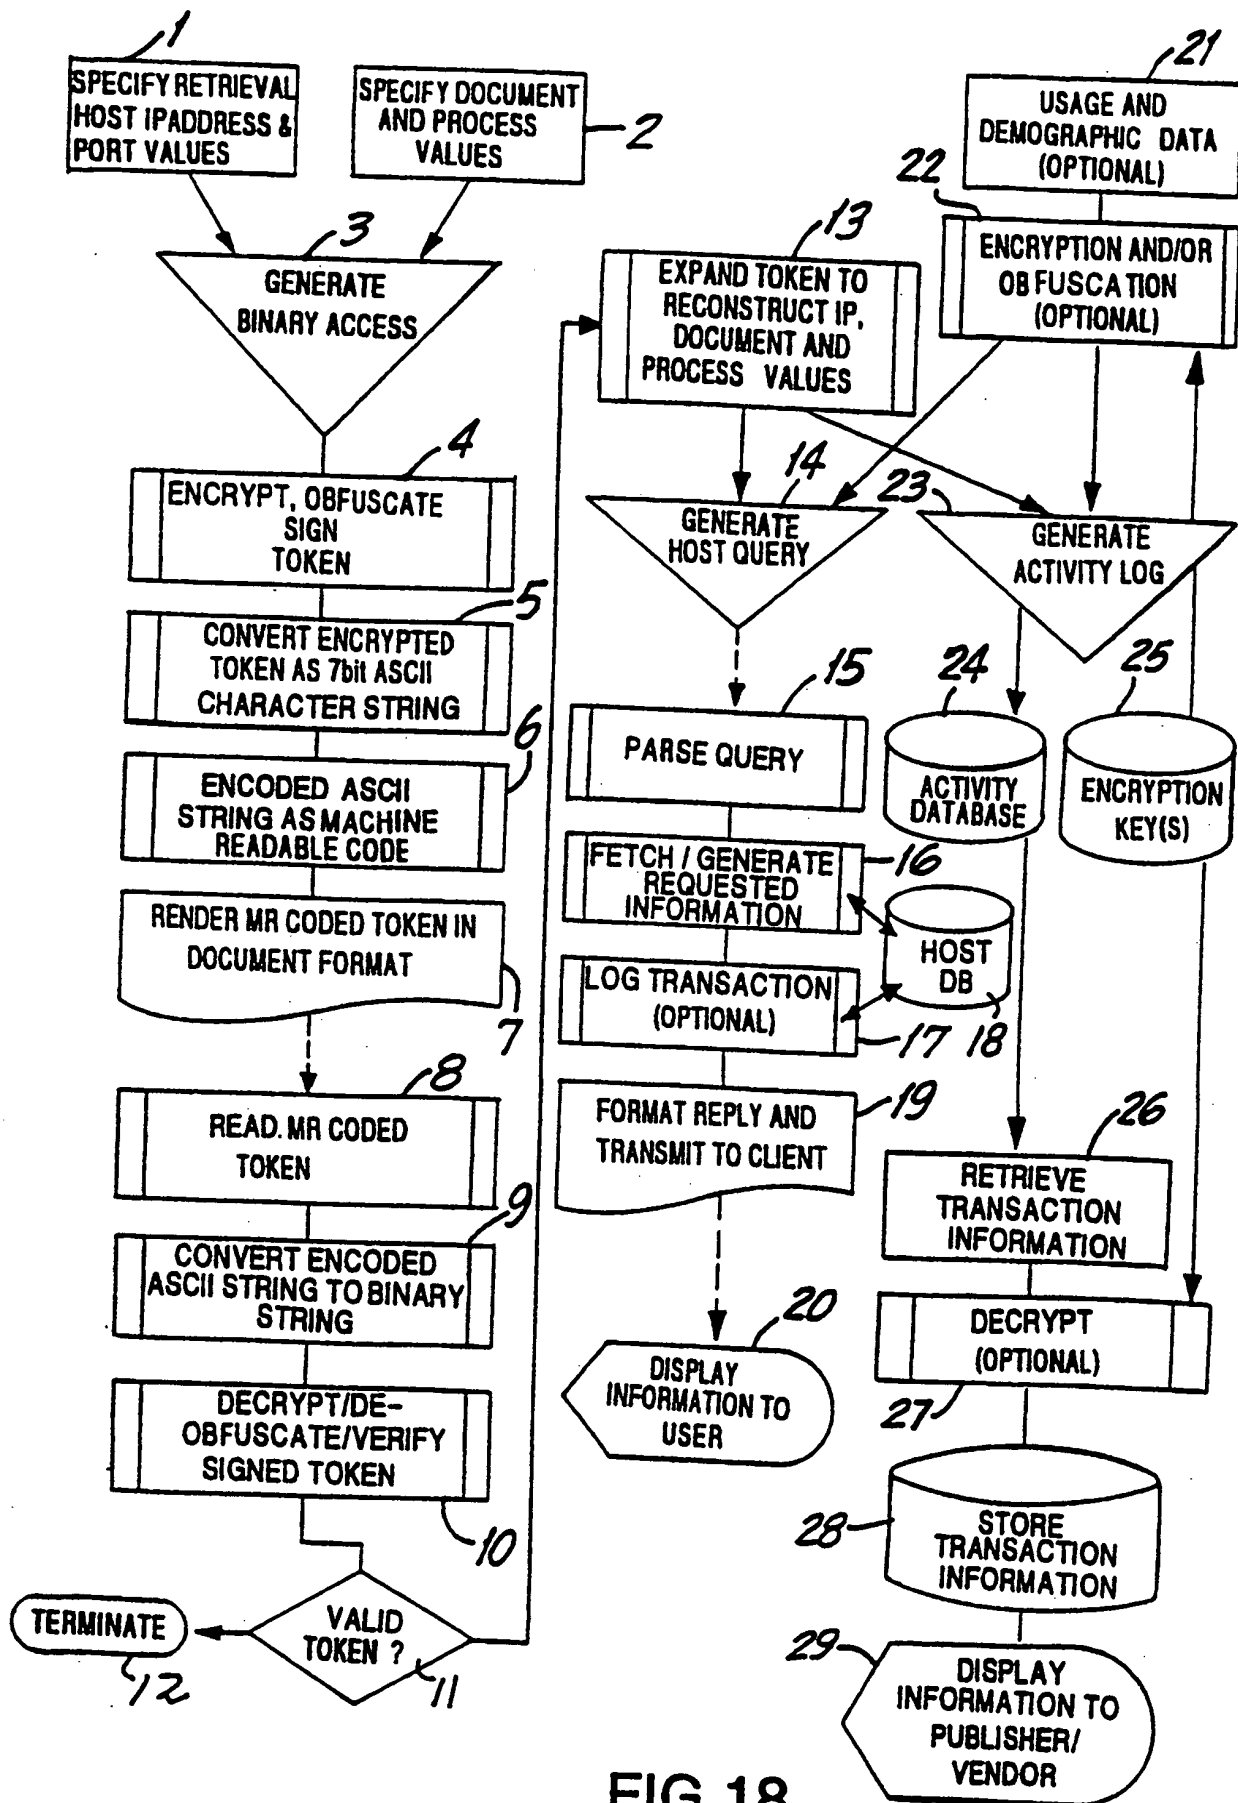 1
SPECIFY RETRIEVAL
HOST IPADDRESS &
PORT VALUES
SPECIFY DOCUMENT
AND PROCESS
VALUES
2
3
GENERATE
BINARY ACCESS
4
ENCRYPT, OBFUSCATE
SIGN
TOKEN
5
CONVERT ENCRYPTED
TOKEN AS 7bit ASCII
CHARACTER STRING
6
ENCODED ASCII
STRING AS MACHINE
READABLE CODE
RENDER MR CODED TOKEN IN
DOCUMENT FORMAT
7
8
READ. MR CODED
TOKEN
9
CONVERT ENCODED
ASCII STRING TO BINARY
STRING
DECRYPT/DE-
OBFUSCATE/VERIFY
SIGNED TOKEN
10
VALID
TOKEN ?
11
TERMINATE
12
13
EXPAND TOKEN TO
RECONSTRUCT IP,
DOCUMENT AND
PROCESS VALUES
14
GENERATE
HOST QUERY
15
PARSE QUERY
FETCH / GENERATE
REQUESTED
INFORMATION
16
LOG TRANSACTION
(OPTIONAL)
17
HOST
DB
18
19
FORMAT REPLY AND
TRANSMIT TO CLIENT
20
DISPLAY
INFORMATION TO
USER
21
USAGE AND
DEMOGRAPHIC DATA
(OPTIONAL)
22
ENCRYPTION AND/OR
OBFUSCATION
(OPTIONAL)
23
GENERATE
ACTIVITY LOG
24
ACTIVITY
DATABASE
25
ENCRYPTION
KEY(S)
26
RETRIEVE
TRANSACTION
INFORMATION
DECRYPT
(OPTIONAL)
27
28
STORE
TRANSACTION
INFORMATION
29
DISPLAY
INFORMATION TO
PUBLISHER/
VENDOR
FIG.18